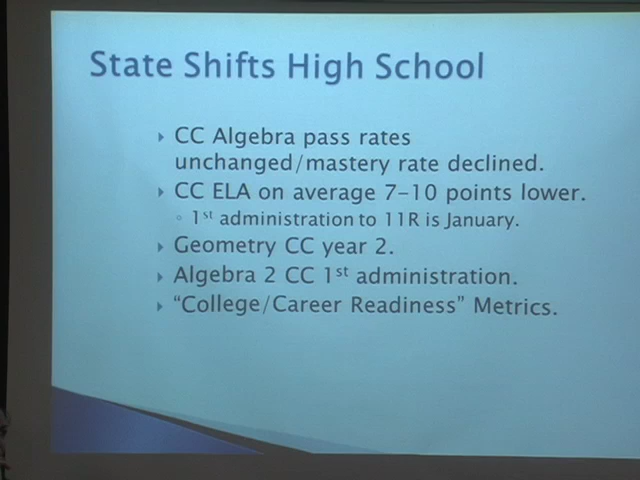 State Shifts High School
CC Algebra pass rates
unchanged/mastery rate declined.
CC ELA on average 7-10 points lower.
1st administration to 11R is January.
Geometry CC year 2.
Algebra 2 CC 1st administration.
“College/Career Readiness” Metrics.